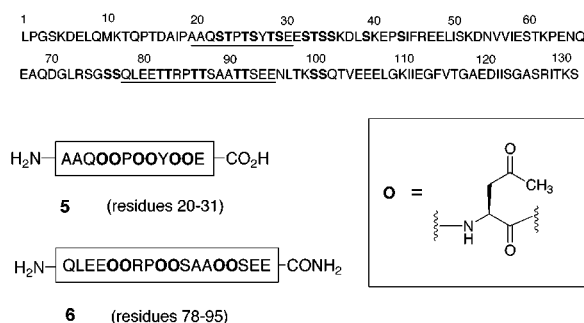 1 10 20 30 40 50 60
LPGSKDELQMKTQPTDAIPAAQSTPTSYTSESTSSKDLSKEPSIFREELISKDNVVIESTKPENQ
70 80 90 100 110 120 130
EAQDGLRSGSSQLEETTRPTTSAATTSEENLTKSSQTVEEELGKIIEGFVTGAEDIISGASRITKS
H₂N AAQOOPOOYOOE CO₂H
5 (residues 20-31)
H₂N QLEEOORPOOSAAOOSEE CONH₂
6 (residues 78-95)
O =
O
CH₃
N
H
O